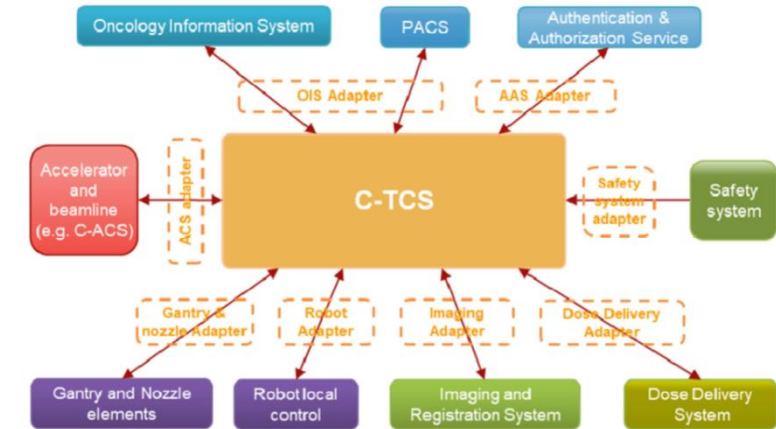 Oncology Information System
PACS
Authentication &
Authorization Service
OIS Adapter
AAS Adapter
Accelerator
and
beamline
(e.g. C-ACS)
ACS adapter
C-TCS
Safety
system
adapter
Safety
system
Gantry &
nozzle Adapter
Robot
Adapter
Imaging
Adapter
Dose Delivery
Adapter
Gantry and Nozzle
elements
Robot local
control
Imaging and
Registration System
Dose Delivery
System